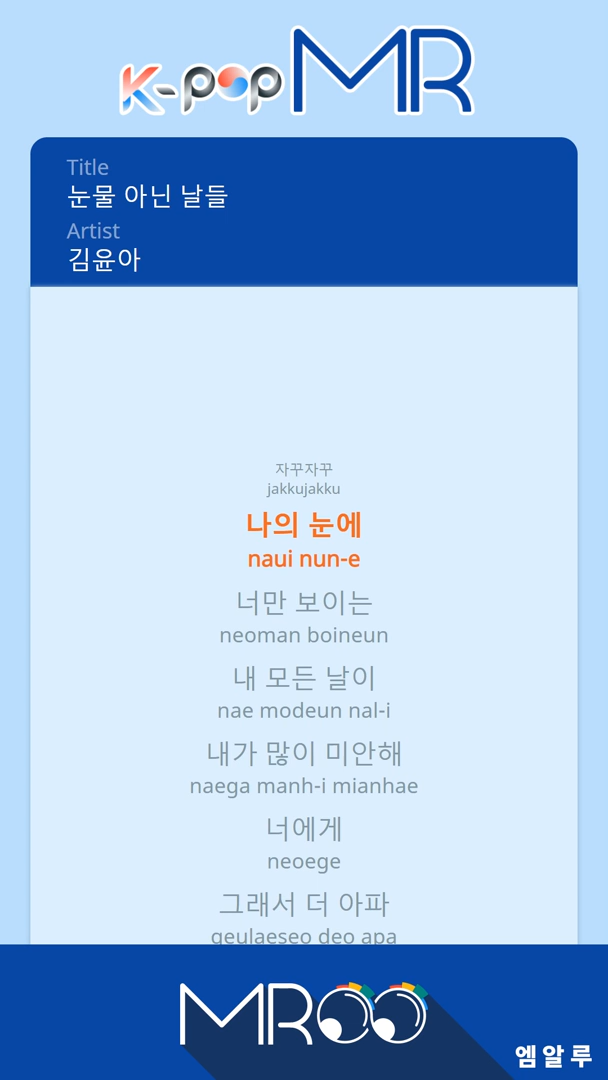 K-pop MR
Title
눈물 아닌 날들
Artist
김윤아
자꾸자꾸
jakkujakku
나의 눈에
naui nun-e
너만 보이는
neoman boineun
내 모든 날이
nae modeun nal-i
내가 많이 미안해
naega manh-i mianhae
너에게
neoege
그래서 더 아파
geulaeseo deo apa
MROO
엠알루